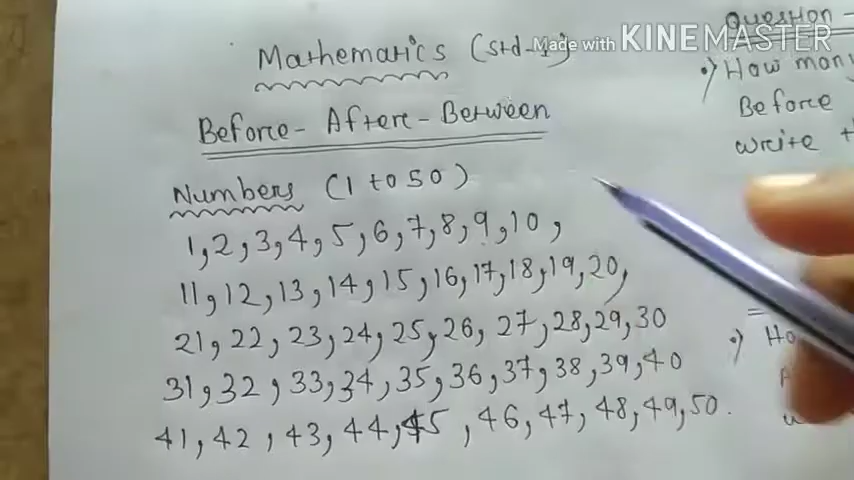 Mathematics (Std-1)
Made with KINEMASTER
Before - After - Between
Numbers (1 to 50)
1, 2, 3, 4, 5, 6, 7, 8, 9, 10,
11, 12, 13, 14, 15, 16, 17, 18, 19, 20,
21, 22, 23, 24, 25, 26, 27, 28, 29, 30
31, 32, 33, 34, 35, 36, 37, 38, 39, 40
41, 42, 43, 44, 45, 46, 47, 48, 49, 50.
Question -
How many
Before
write